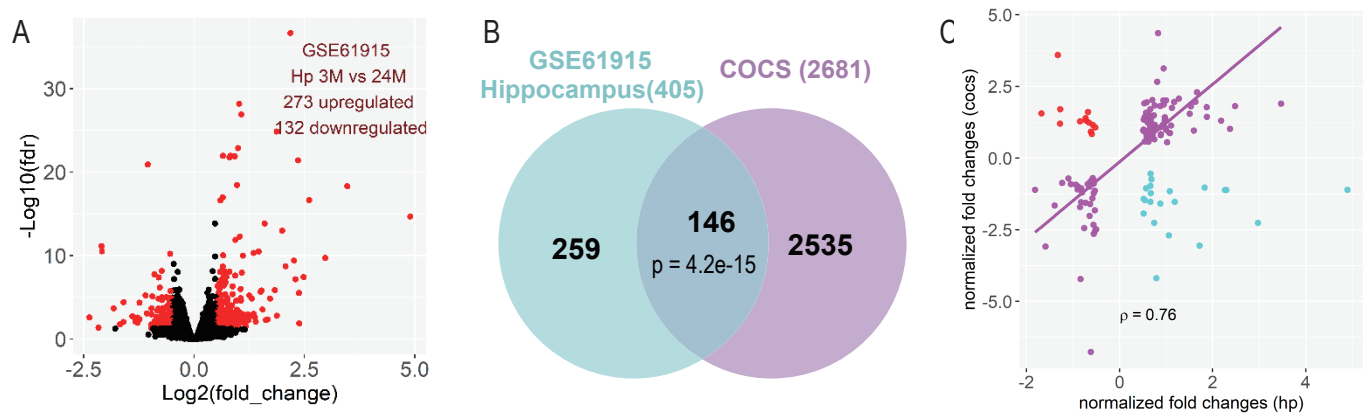 A
-Log10(fdr)
30
20
10
0
-2.5
0.0
2.5
5.0
Log2(fold_change)
GSE61915
Hp 3M vs 24M
273 upregulated
132 downregulated
B
GSE61915
Hippocampus(405)
COCS (2681)
259
146
p = 4.2e-15
2535
C
normalized fold changes (cocs)
5.0
2.5
0.0
-2.5
-5.0
ρ = 0.76
-2
0
2
4
normalized fold changes (hp)